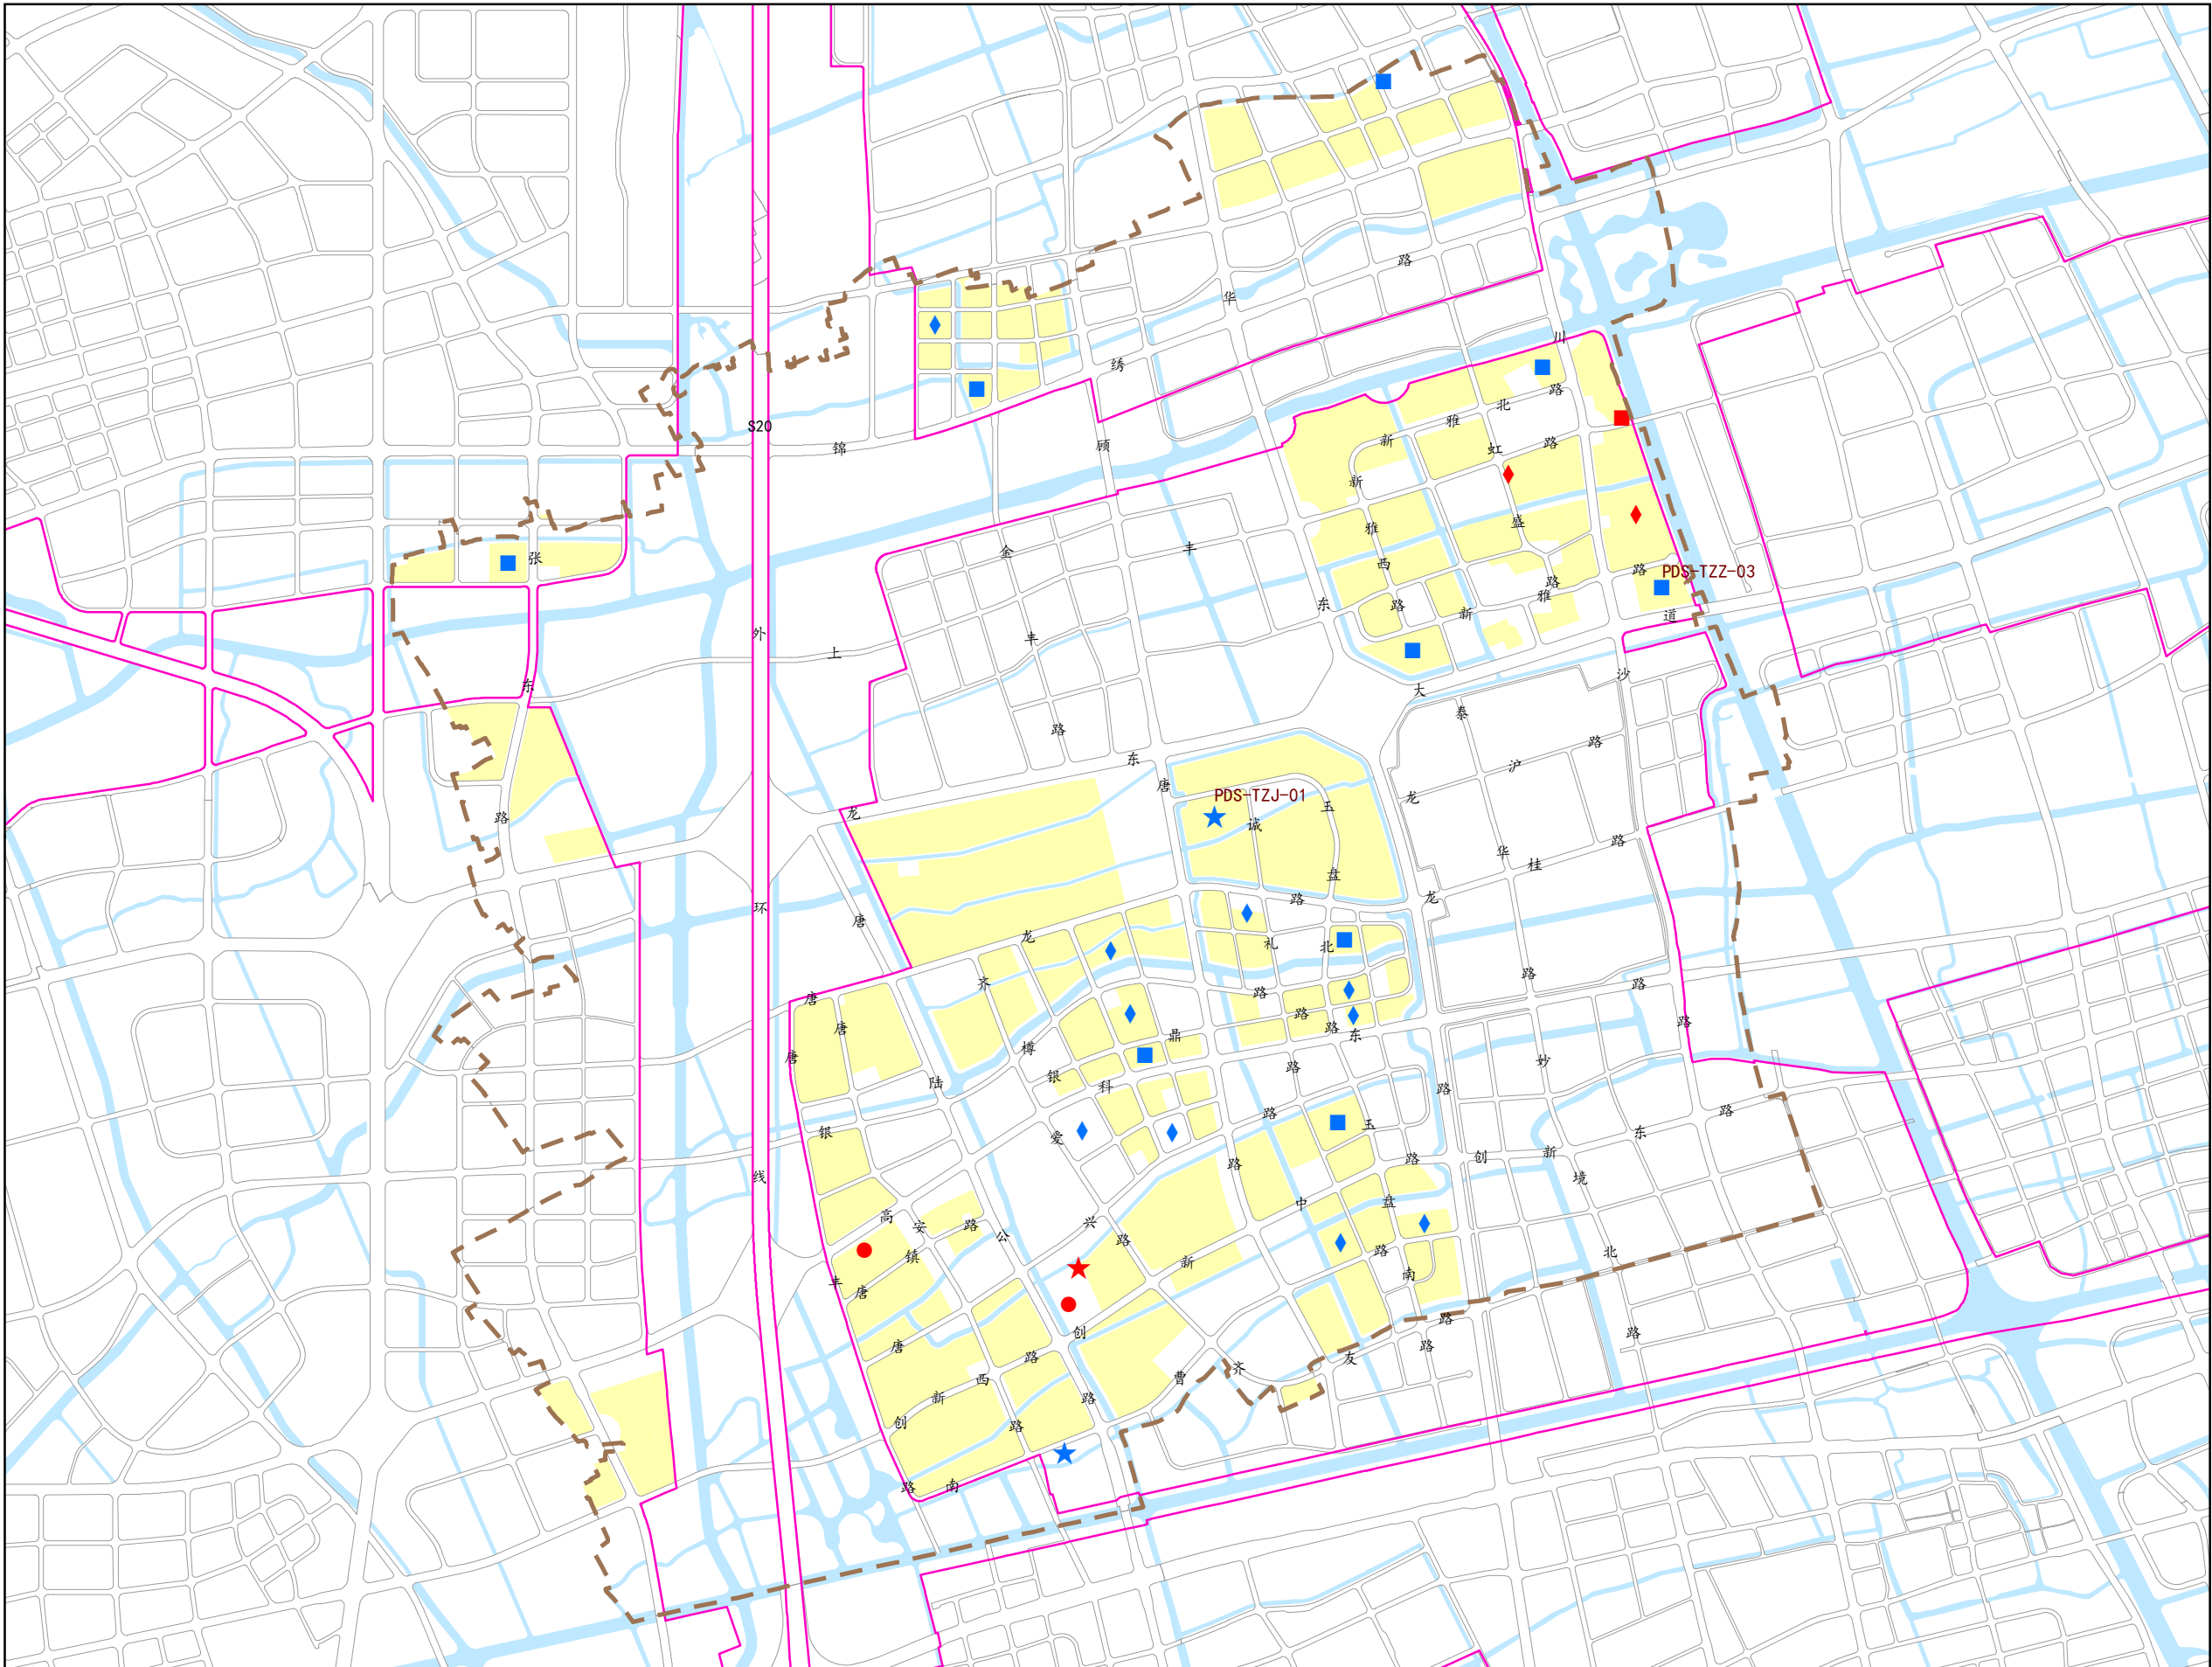 锦绣华路
川沙路
新雅北路
虹盛路
新雅西路
新雅路
S20
外环线
张东路
金丰路
上丰东路
顾唐路
PDS-TZZ-03
龙东大道
泰华路
龙沪路
龙桂路
PDS-TZJ-01
玉盘北路
诚礼路
唐龙路
唐陆公路
唐安路
唐丰路
齐爱路
银樽路
银鼎路
高科东路
唐镇路
唐兴路
玉盘南路
创新西路
创新中路
创新东路
妙境北路
南曹路
齐友路